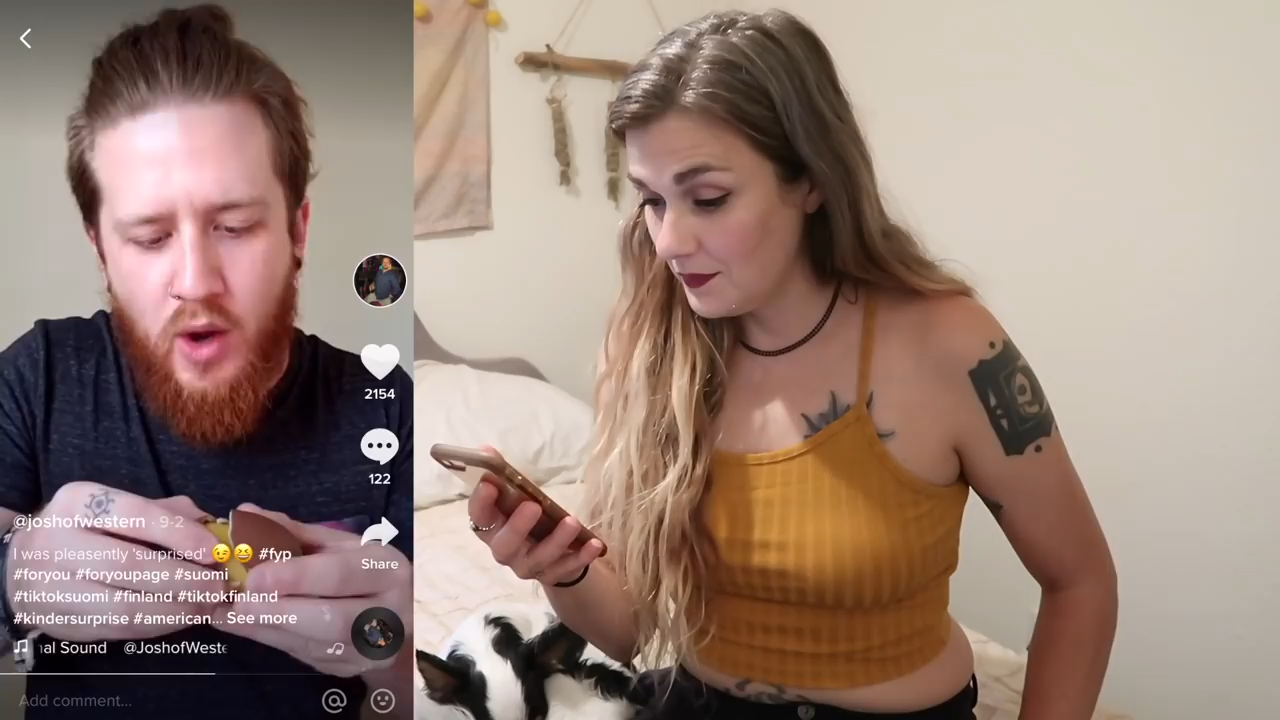 2154
122
@joshofwestern · 9-2
I was pleasently 'surprised' 😉😆 #fyp
#foryou #foryoupage #suomi
#tiktoksuomi #finland #tiktokfinland
#kindersurprise #american... See more
Share
al Sound @JoshofWeste
Add comment...